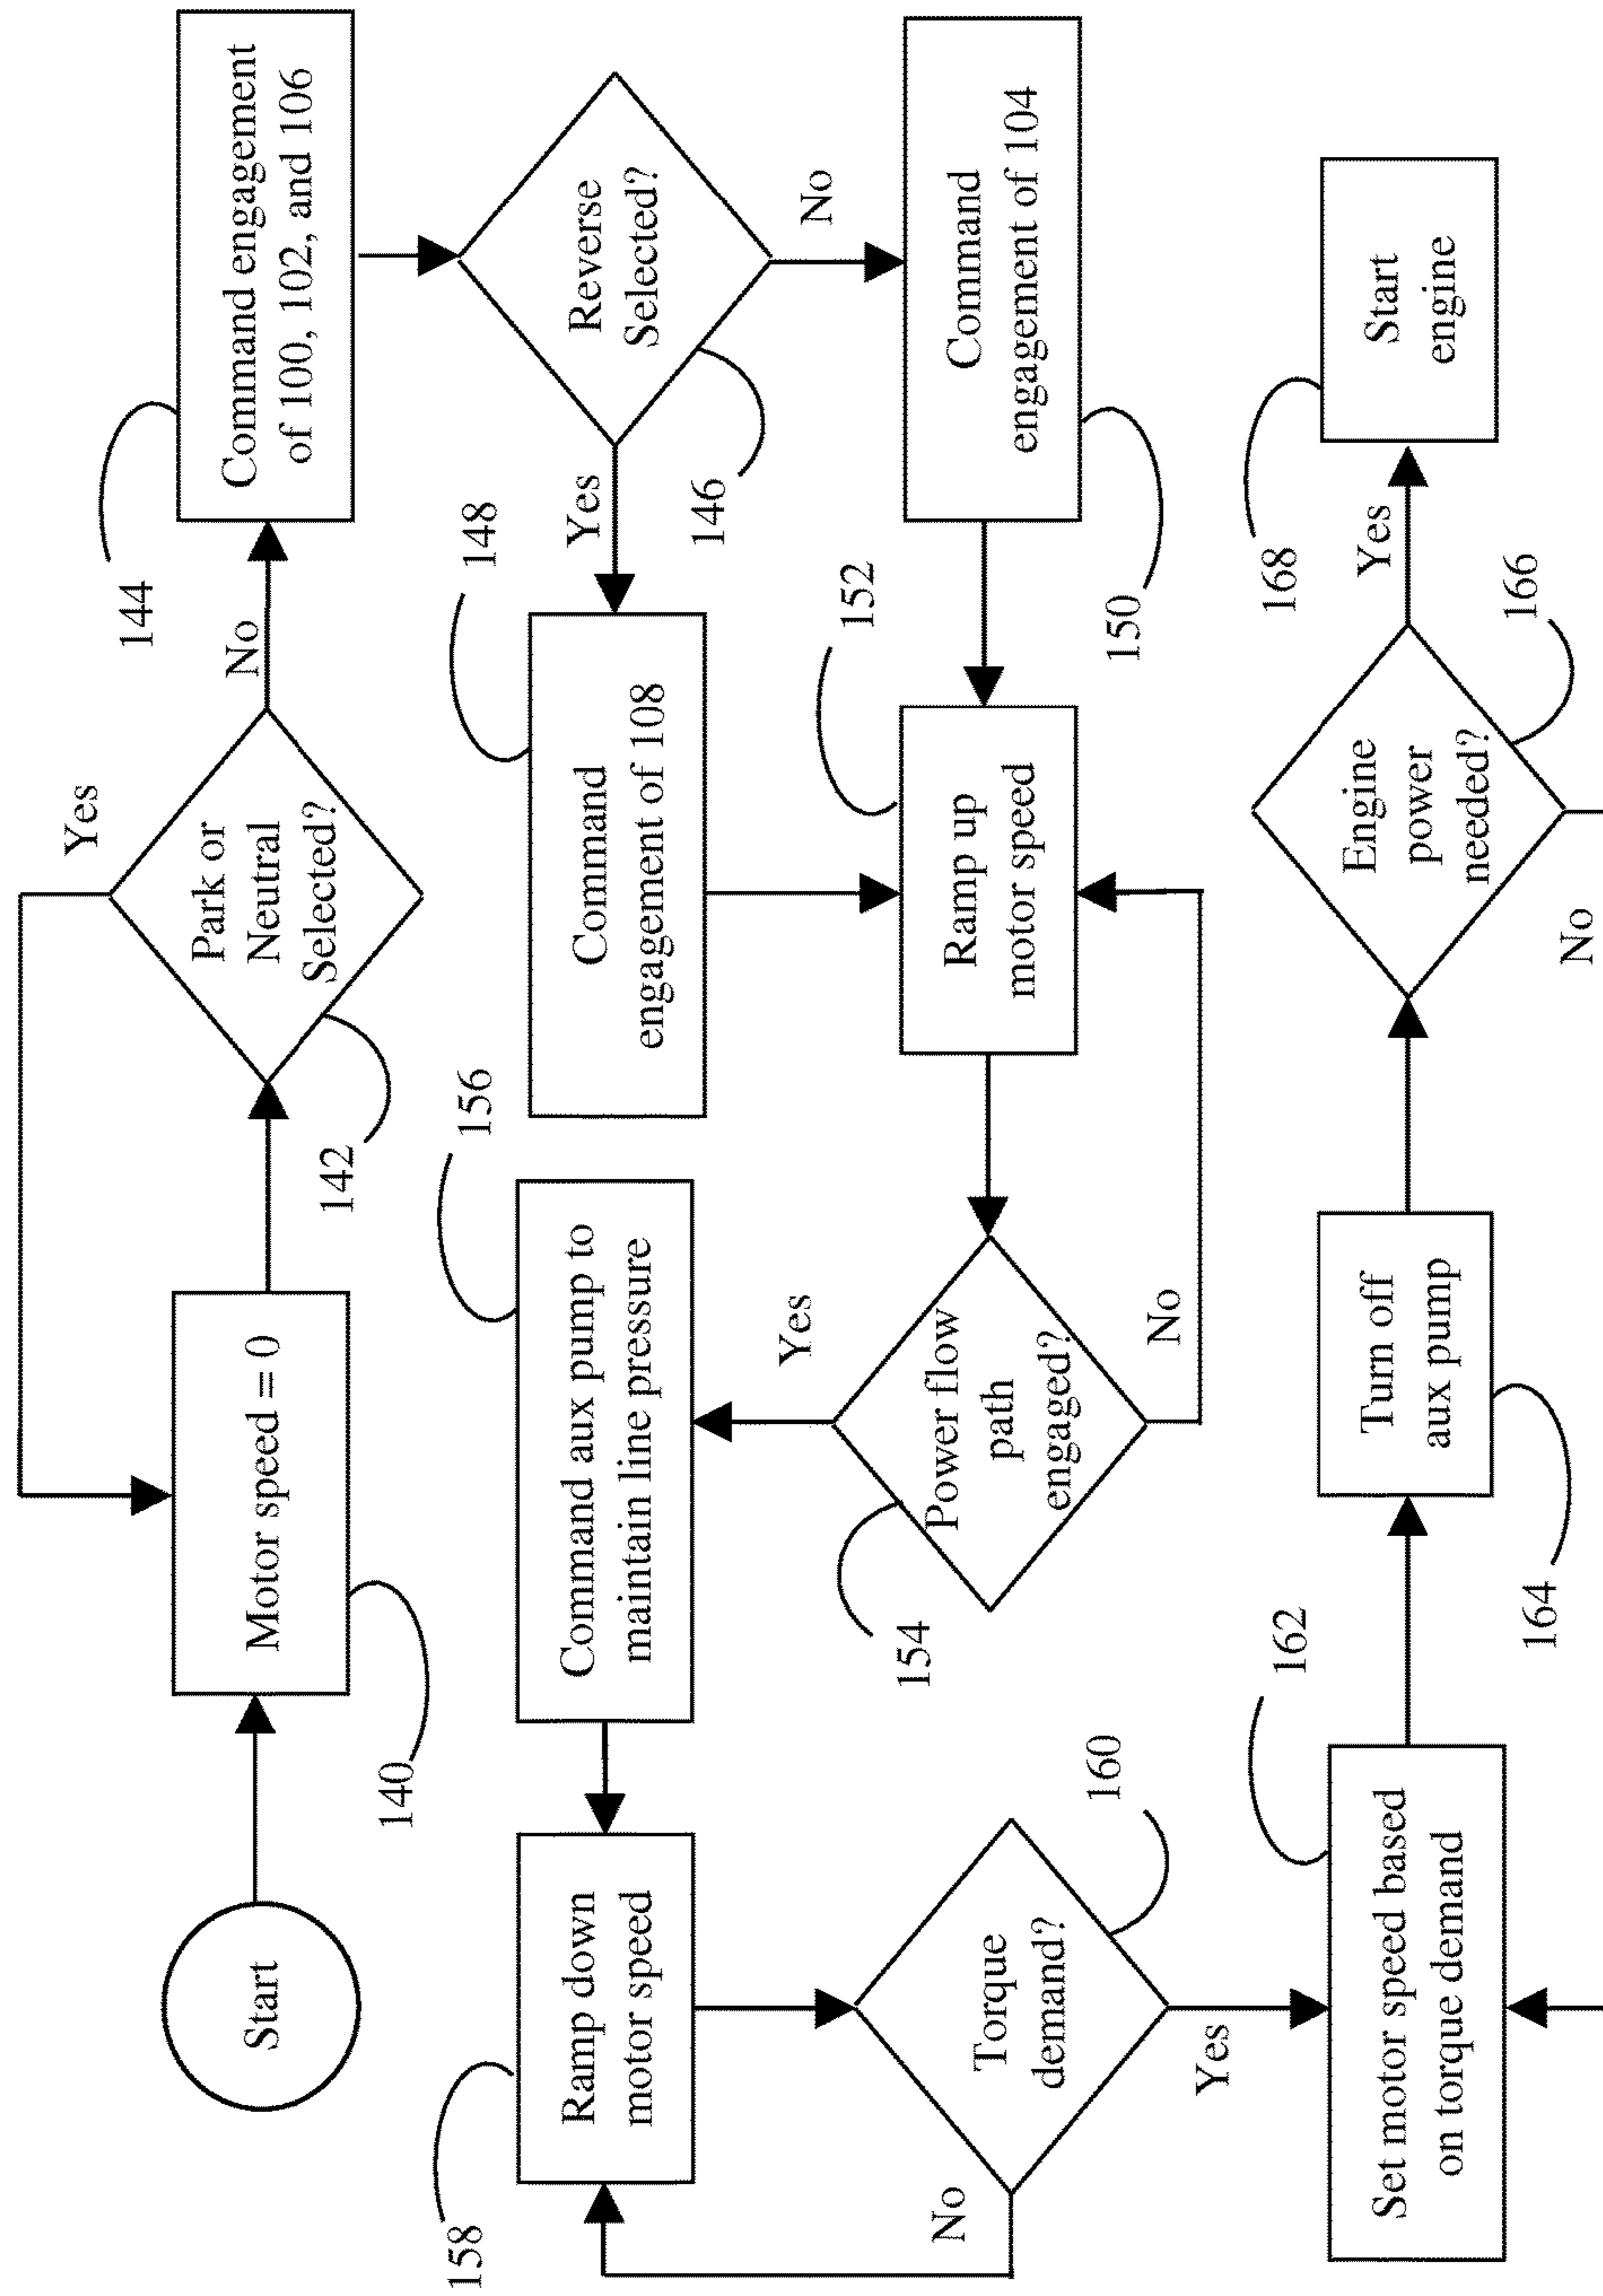 Start
Motor speed = 0
140
Park or
Neutral
Selected?
142
Yes
No
Command engagement
of 100, 102, and 106
144
Reverse
Selected?
146
Yes
No
Command
engagement of 108
148
Command
engagement of 104
150
Ramp up
motor speed
152
Power flow
path
engaged?
154
Yes
No
Command aux pump to
maintain line pressure
156
Ramp down
motor speed
158
Torque
demand?
160
No
Yes
Set motor speed based
on torque demand
162
Turn off
aux pump
164
Engine
power
needed?
166
Yes
No
Start
engine
168